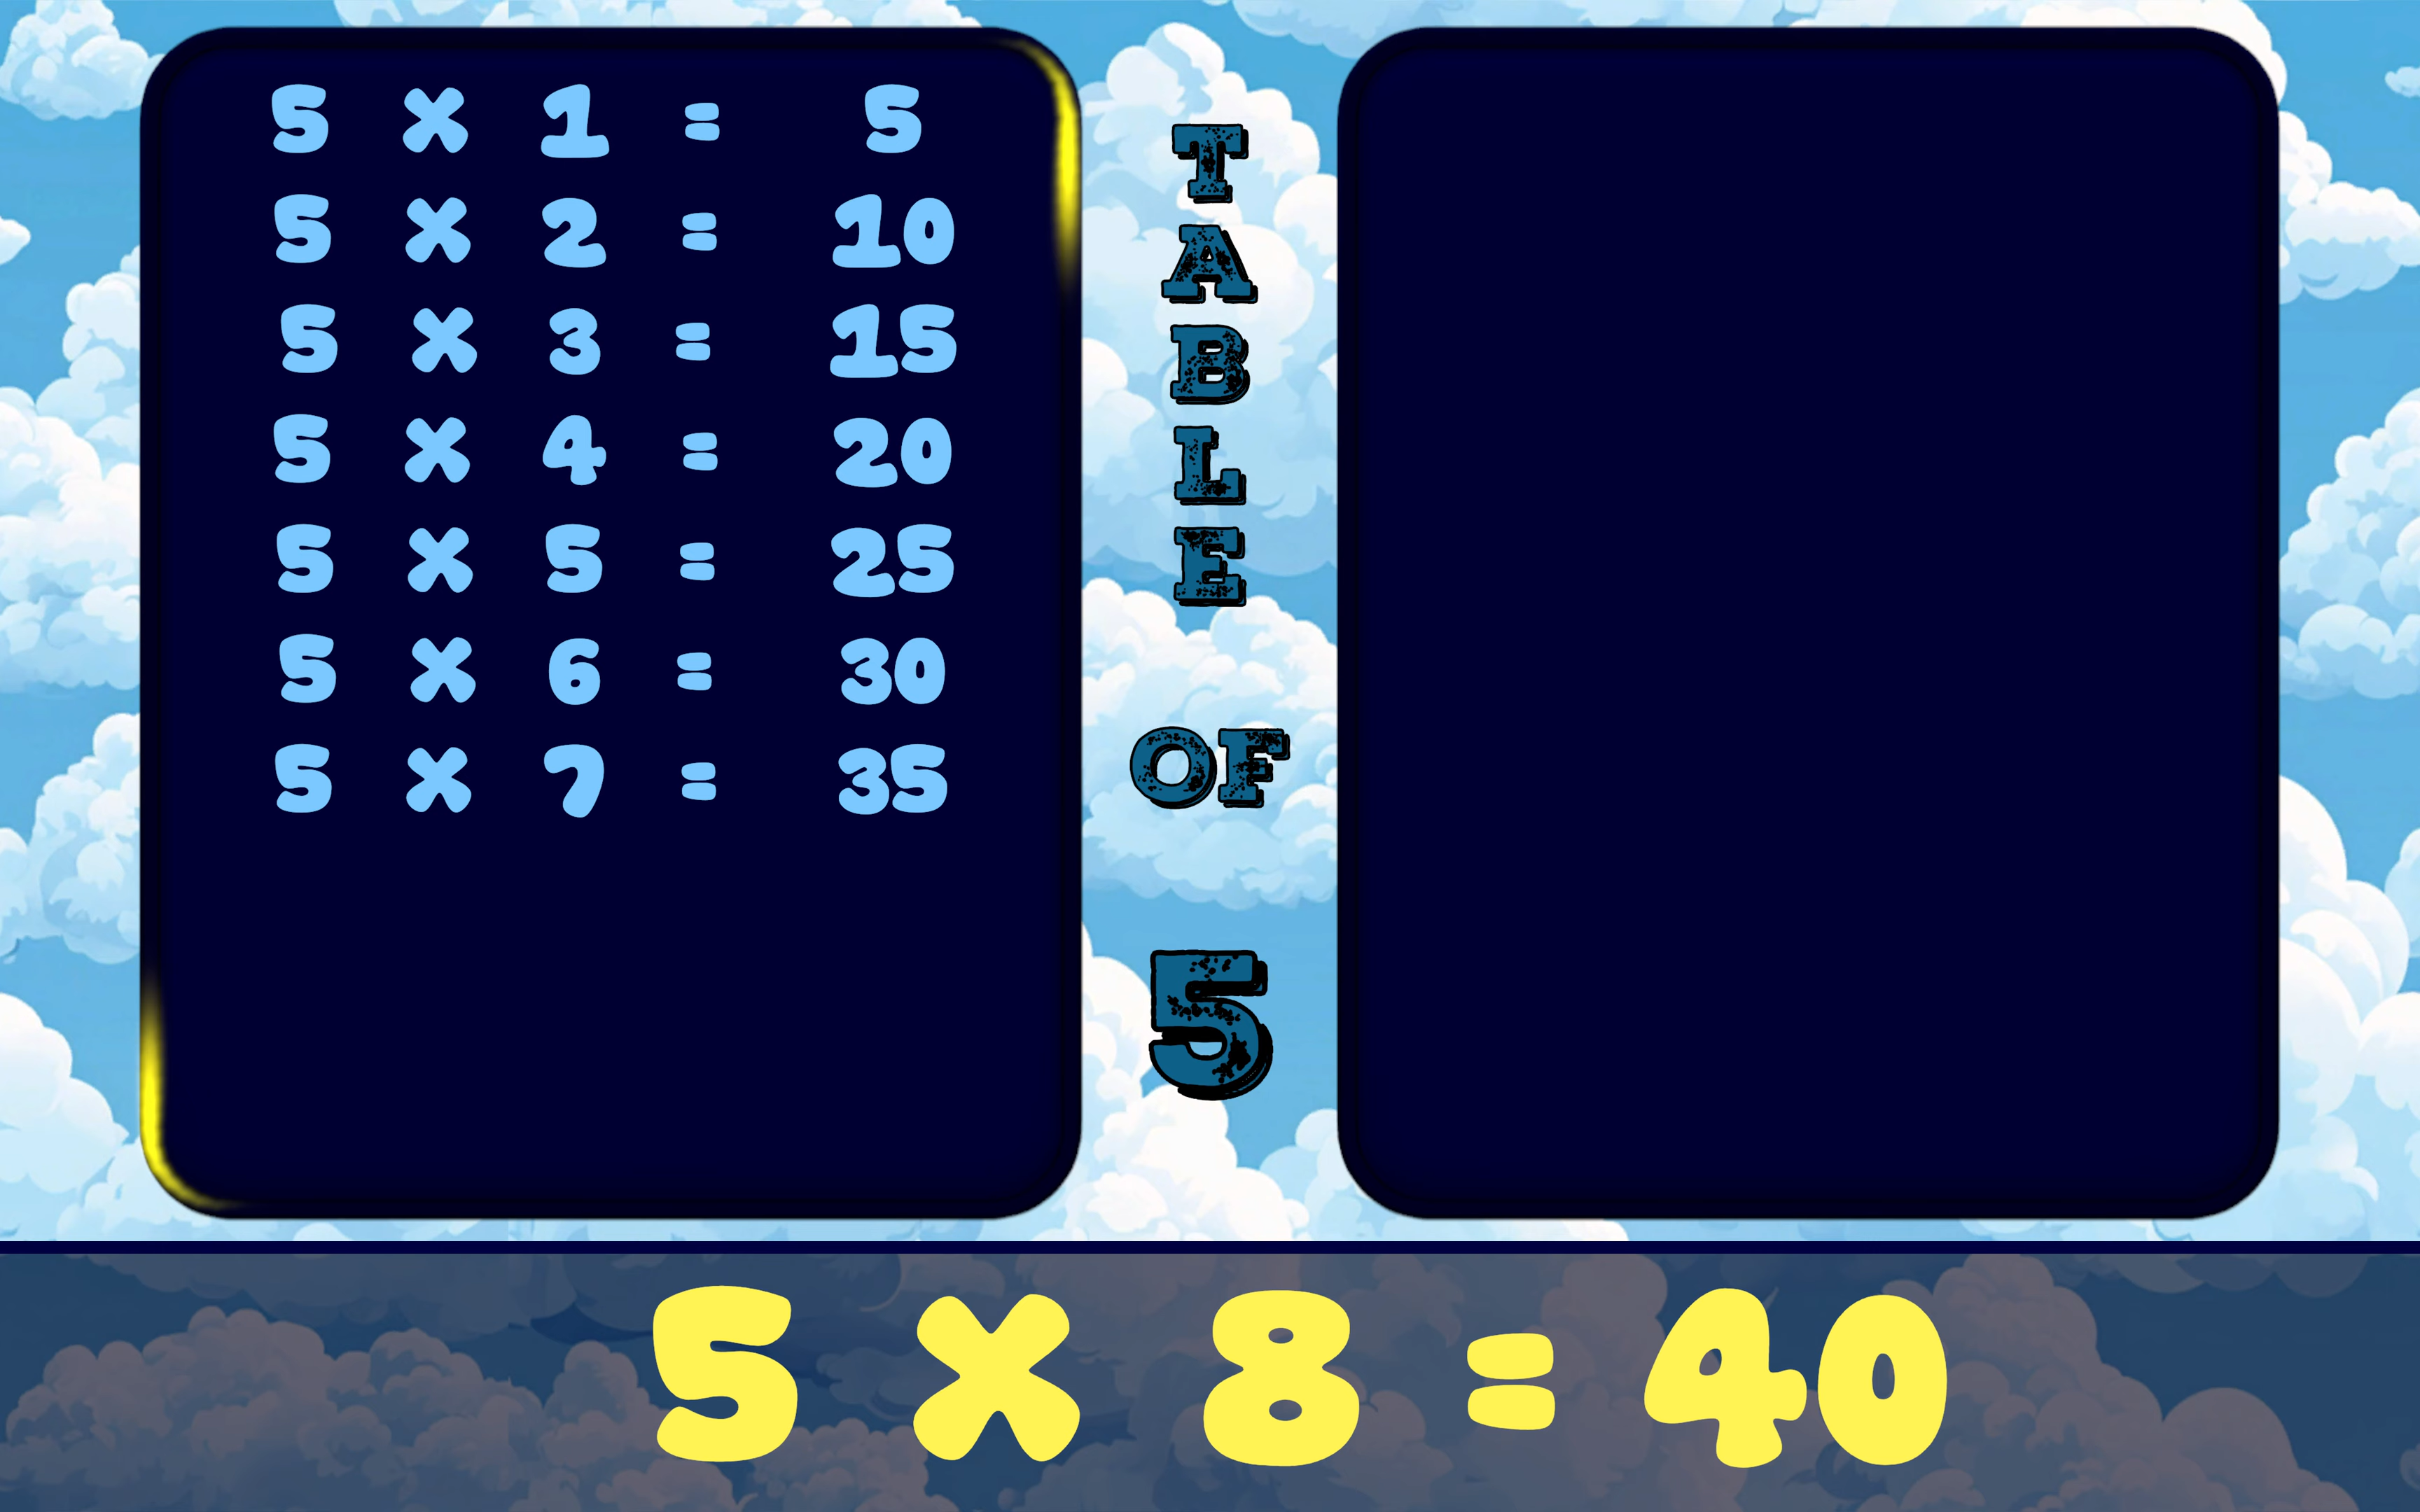 5 X 1 = 5
5 X 2 = 10
5 X 3 = 15
5 X 4 = 20
5 X 5 = 25
5 X 6 = 30
5 X 7 = 35
TABLE
OF
5
5 X 8 = 40